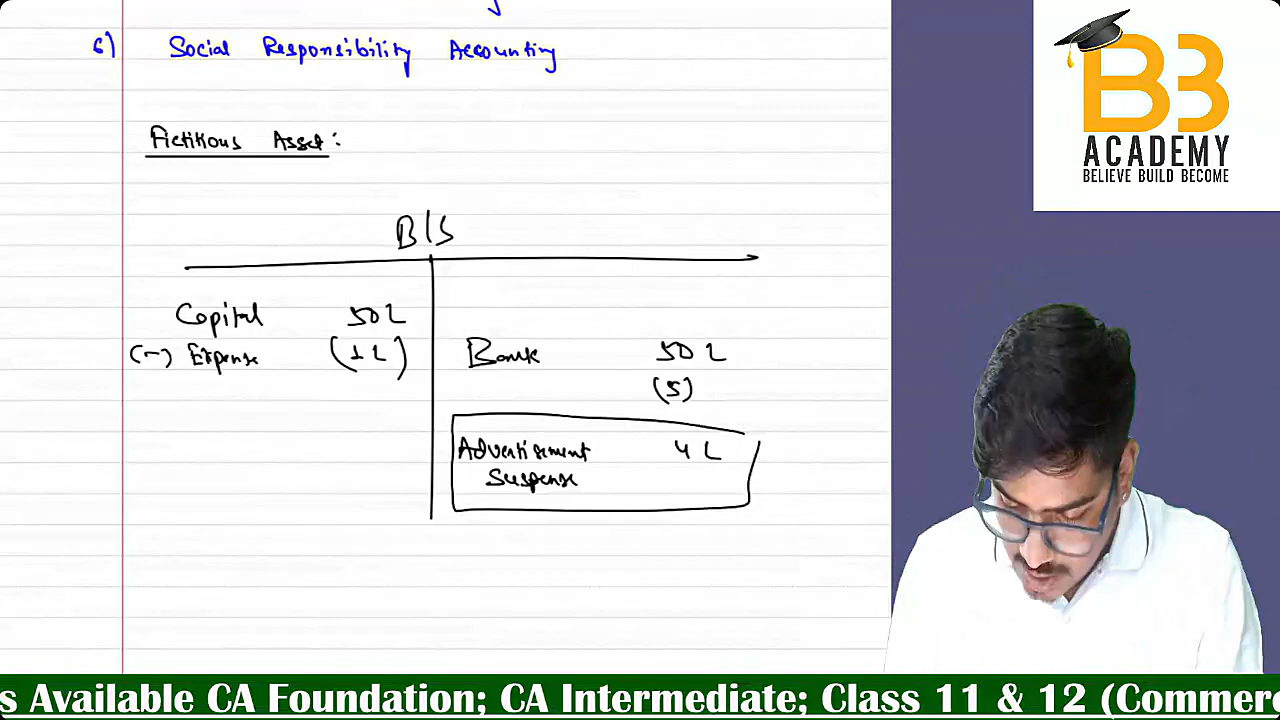 6) Social Responsibility Accounting
Fictitious Asset:
B/S
Capital 50L
(-) Expense (1L)
Bank 50L
(5)
Advertisement 4L
Suspense
B3
ACADEMY
BELIEVE BUILD BECOME
s Available CA Foundation; CA Intermediate; Class 11 & 12 (Commerc